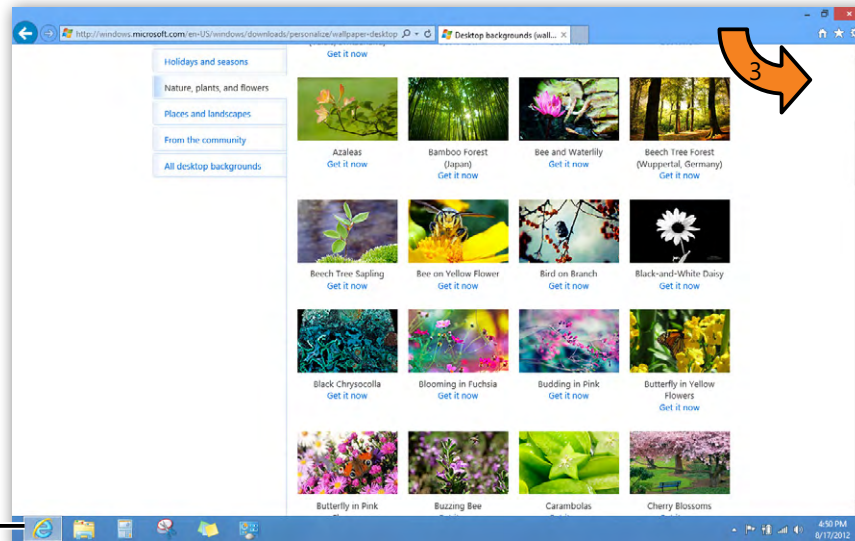 http://windows.microsoft.com/en-US/windows/downloads/personalize/wallpaper-desktop
Desktop backgrounds (wall...
3
Get it now
Holidays and seasons
Nature, plants, and flowers
Places and landscapes
From the community
All desktop backgrounds
Azaleas
Get it now
Bamboo Forest
(Japan)
Get it now
Bee and Waterlily
Get it now
Beech Tree Forest
(Wuppertal, Germany)
Get it now
Beech Tree Sapling
Get it now
Bee on Yellow Flower
Get it now
Bird on Branch
Get it now
Black-and-White Daisy
Get it now
Black Chrysocolla
Get it now
Blooming in Fuchsia
Get it now
Budding in Pink
Get it now
Butterfly in Yellow
Flowers
Get it now
Butterfly in Pink
Buzzing Bee
Carambolas
Cherry Blossoms
4:50 PM
8/17/2012